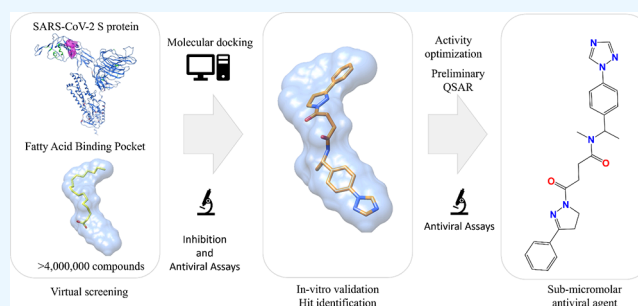 SARS-CoV-2 S protein
Fatty Acid Binding Pocket
>4,000,000 compounds
Virtual screening
Molecular docking
Inhibition
and
Antiviral Assays
In-vitro validation
Hit identification
Activity
optimization
Preliminary
QSAR
Antiviral Assays
N
N
N
N
O
O
N
N
Sub-micromolar
antiviral agent